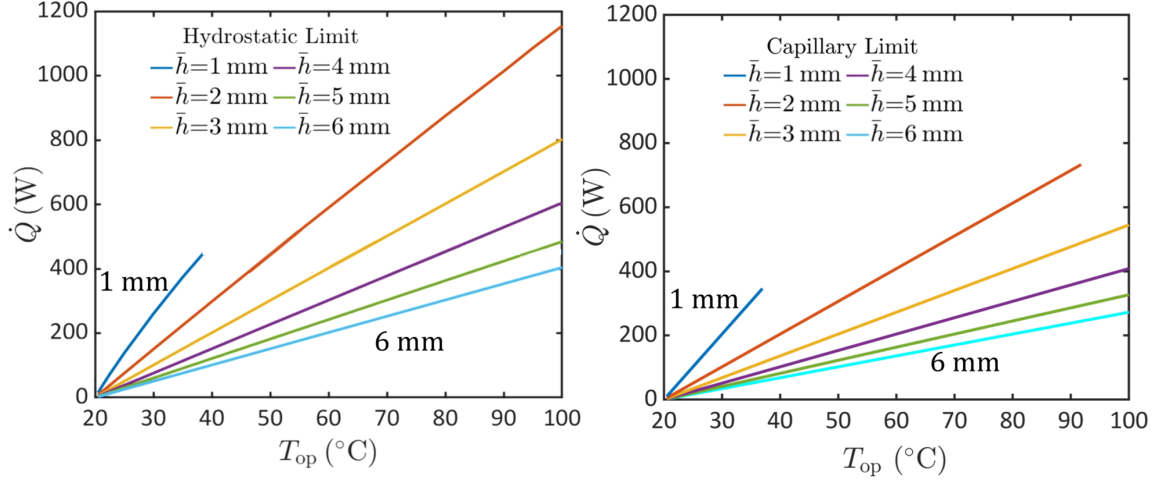 Hydrostatic Limit
h̄=1 mm h̄=4 mm
h̄=2 mm h̄=5 mm
h̄=3 mm h̄=6 mm
1200
1000
800
600
400
200
0
Q̇ (W)
1 mm
6 mm
20 30 40 50 60 70 80 90 100
T_op (°C)
Capillary Limit
h̄=1 mm h̄=4 mm
h̄=2 mm h̄=5 mm
h̄=3 mm h̄=6 mm
1200
1000
800
600
400
200
0
Q̇ (W)
1 mm
6 mm
20 30 40 50 60 70 80 90 100
T_op (°C)